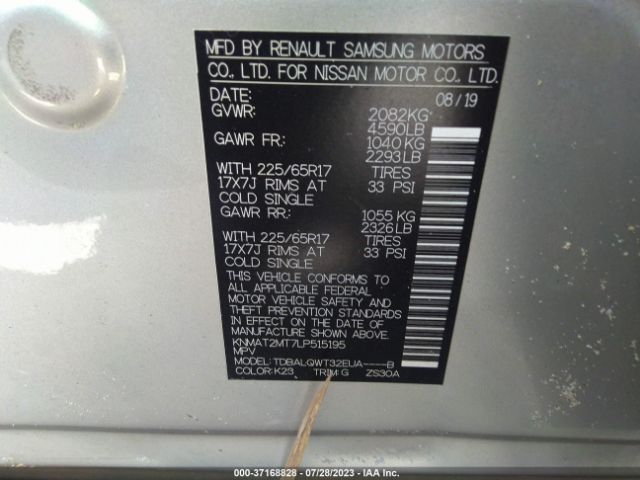 MFD BY RENAULT SAMSUNG MOTORS
CO., LTD. FOR NISSAN MOTOR CO., LTD.
DATE: 08/19
GVWR: 2082KG
4590LB
GAWR FR: 1040KG
2293LB
WITH 225/65R17 TIRES
17X7J RIMS AT 33 PSI
COLD SINGLE
GAWR RR: 1055 KG
2326LB
WITH 225/65R17 TIRES
17X7J RIMS AT 33 PSI
COLD SINGLE
THIS VEHICLE CONFORMS TO
ALL APPLICABLE FEDERAL
MOTOR VEHICLE SAFETY AND
THEFT PREVENTION STANDARDS
IN EFFECT ON THE DATE OF
MANUFACTURE SHOWN ABOVE.
KNMAT2MT7LP515195
MPV
MODEL: TDBALQWT32EUA----B
COLOR:K23 TRIM:G ZS30A
000-37168828 - 07/28/2023 - IAA Inc.